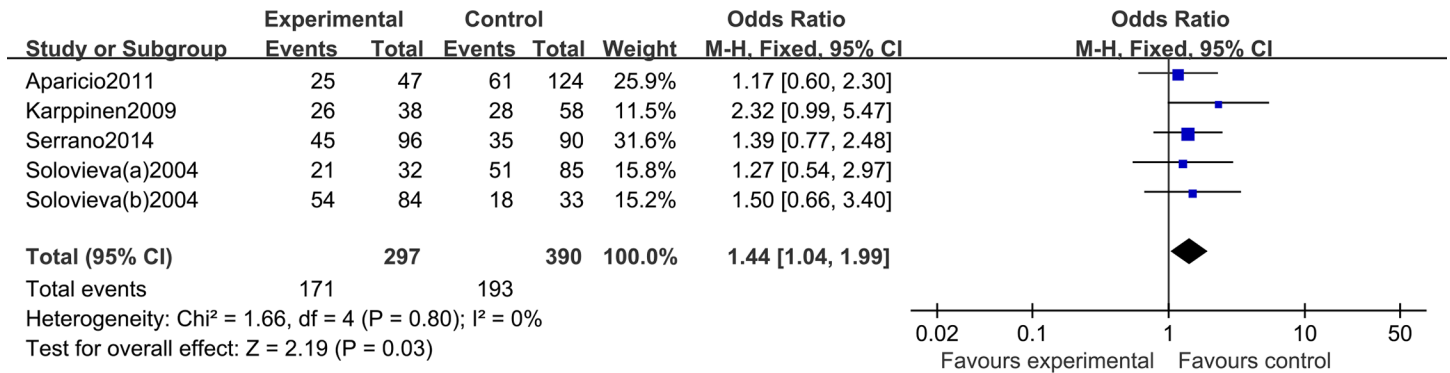 Experimental Control Odds Ratio Odds Ratio
Study or Subgroup Events Total Events Total Weight M-H, Fixed, 95% CI M-H, Fixed, 95% CI
Aparicio2011 25 47 61 124 25.9% 1.17 [0.60, 2.30]
Karppinen2009 26 38 28 58 11.5% 2.32 [0.99, 5.47]
Serrano2014 45 96 35 90 31.6% 1.39 [0.77, 2.48]
Solovieva(a)2004 21 32 51 85 15.8% 1.27 [0.54, 2.97]
Solovieva(b)2004 54 84 18 33 15.2% 1.50 [0.66, 3.40]
Total (95% CI) 297 390 100.0% 1.44 [1.04, 1.99]
Total events 171 193
Heterogeneity: Chi² = 1.66, df = 4 (P = 0.80); I² = 0%
Test for overall effect: Z = 2.19 (P = 0.03)
0.02 0.1 1 10 50
Favours experimental Favours control